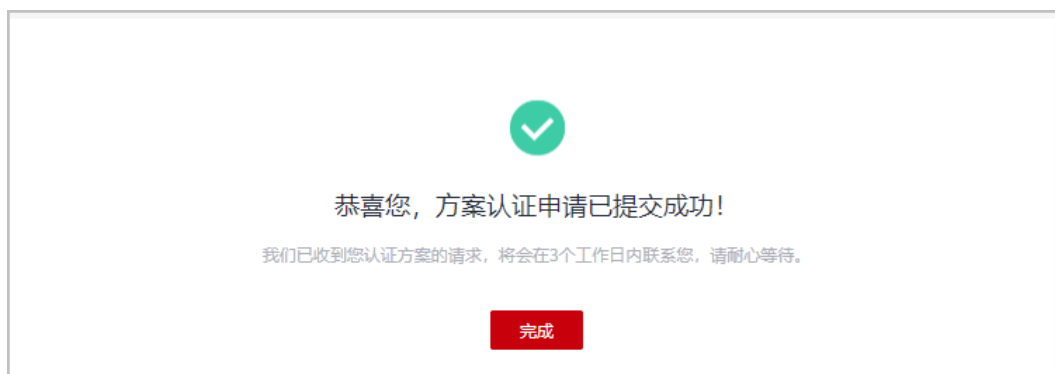 恭喜您，方案认证申请已提交成功！
我们已收到您认证方案的请求，将会在3个工作日内联系您，请耐心等待。
完成